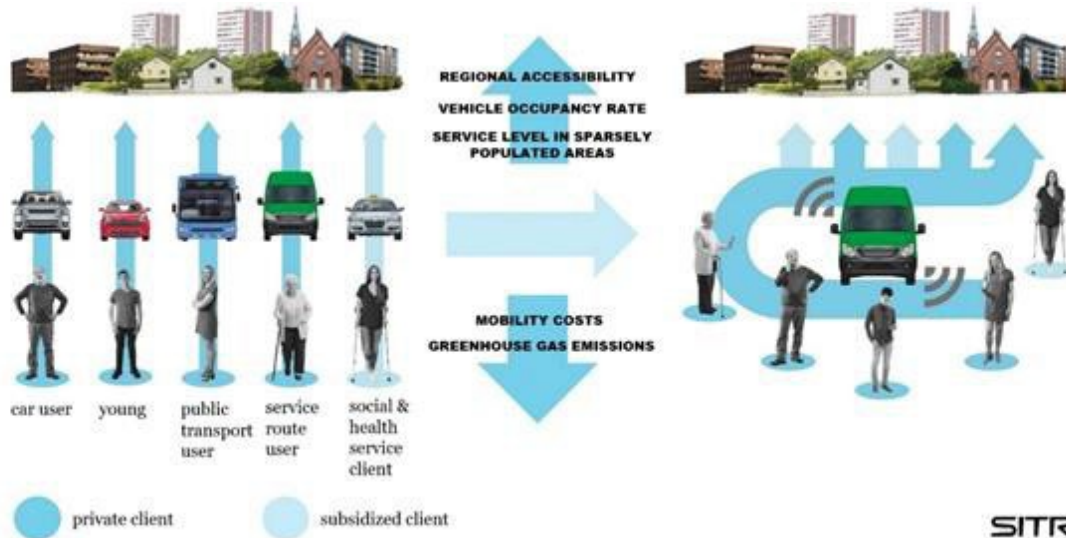 REGIONAL ACCESSIBILITY
VEHICLE OCCUPANCY RATE
SERVICE LEVEL IN SPARSELY
POPULATED AREAS
MOBILITY COSTS
GREENHOUSE GAS EMISSIONS
car user
young
public
transport
user
service
route
user
social &
health
service
client
private client
subsidized client
SITR